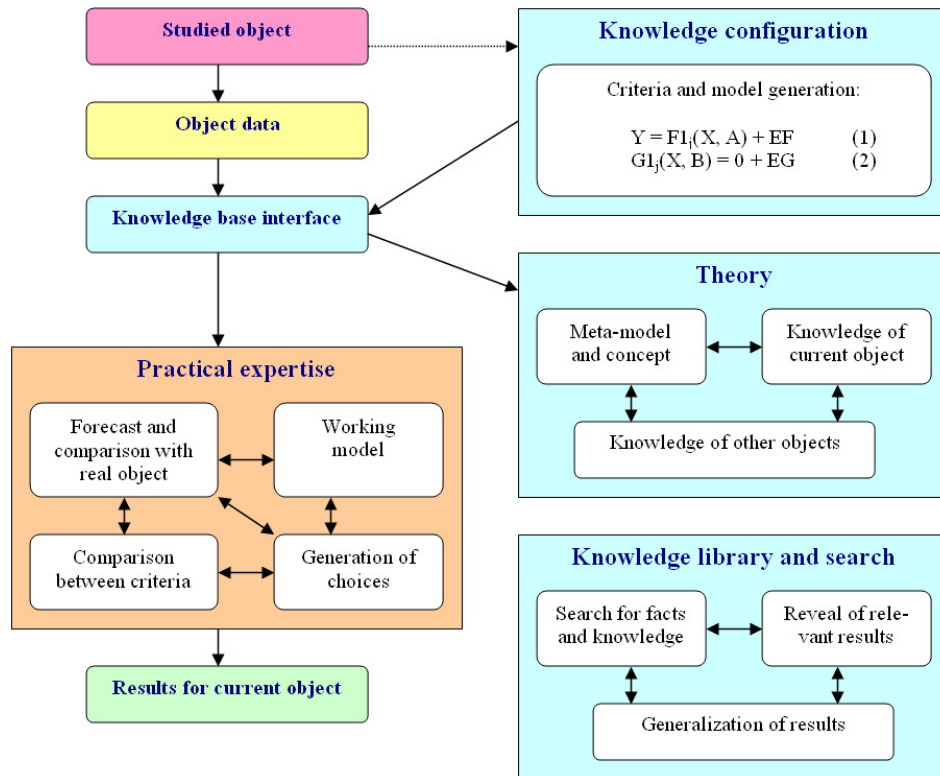 Studied object
Object data
Knowledge base interface
Practical expertise
Forecast and
comparison with
real object
Working
model
Comparison
between criteria
Generation of
choices
Results for current object
Knowledge configuration
Criteria and model generation:
Y = F1j(X, A) + EF (1)
G1j(X, B) = 0 + EG (2)
Theory
Meta-model
and concept
Knowledge of
current object
Knowledge of other objects
Knowledge library and search
Search for facts
and knowledge
Reveal of rele-
vant results
Generalization of results